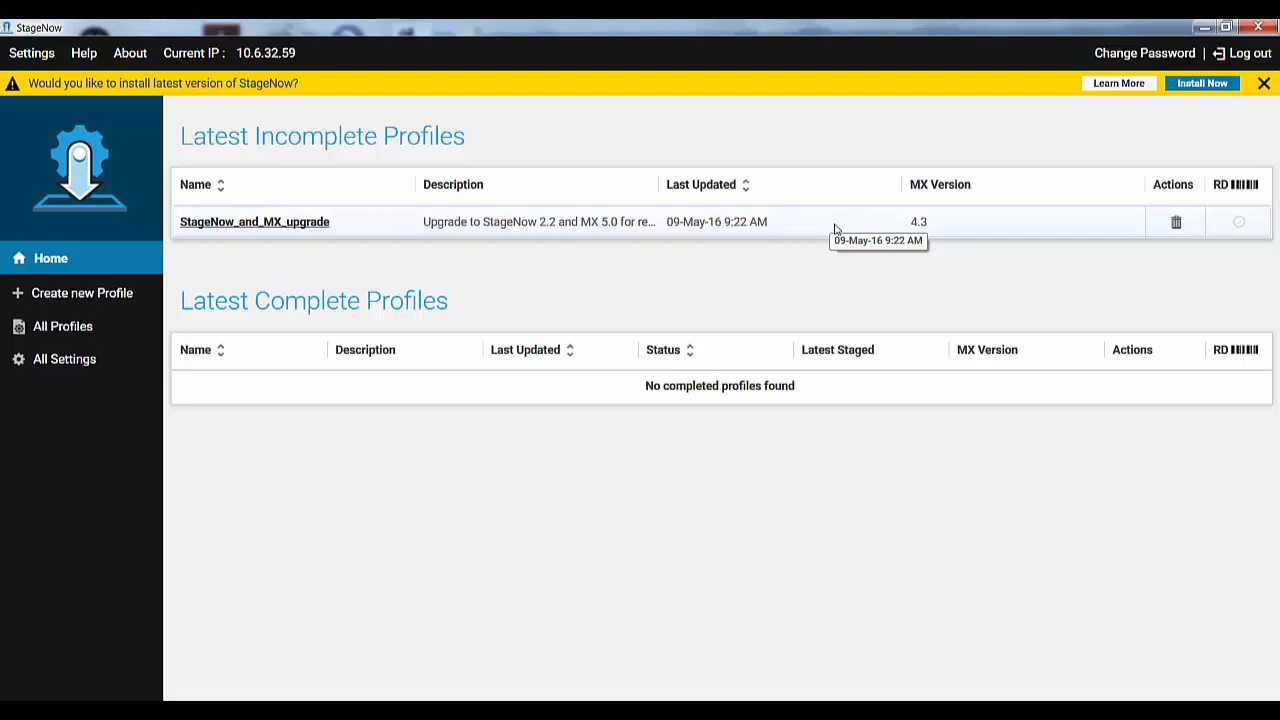 StageNow
Settings Help About Current IP : 10.6.32.59 Change Password | Log out
Would you like to install latest version of StageNow? Learn More Install Now
Home
Create new Profile
All Profiles
All Settings
Latest Incomplete Profiles
Name Description Last Updated MX Version Actions RD
StageNow_and_MX_upgrade Upgrade to StageNow 2.2 and MX 5.0 for re... 09-May-16 9:22 AM 4.3
09-May-16 9:22 AM
Latest Complete Profiles
Name Description Last Updated Status Latest Staged MX Version Actions RD
No completed profiles found